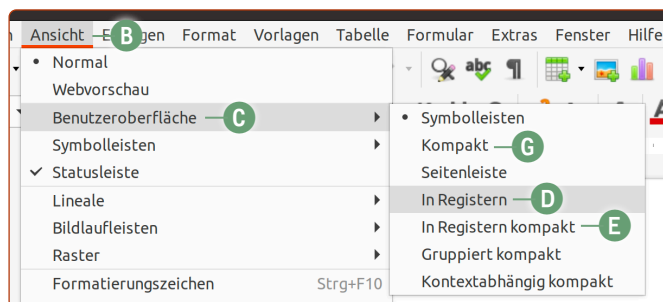 Ansicht B Format Vorlagen Tabelle Formular Extras Fenster Hilfe
Normal
Webvorschau
Benutzeroberfläche C
Symbolleisten
Statusleiste
Lineale
Bildlaufleisten
Raster
Formatierungszeichen Strg+F10
abc
Symbolleisten
Kompakt G
Seitenleiste
In Registern D
In Registern kompakt E
Gruppiert kompakt
Kontextabhängig kompakt